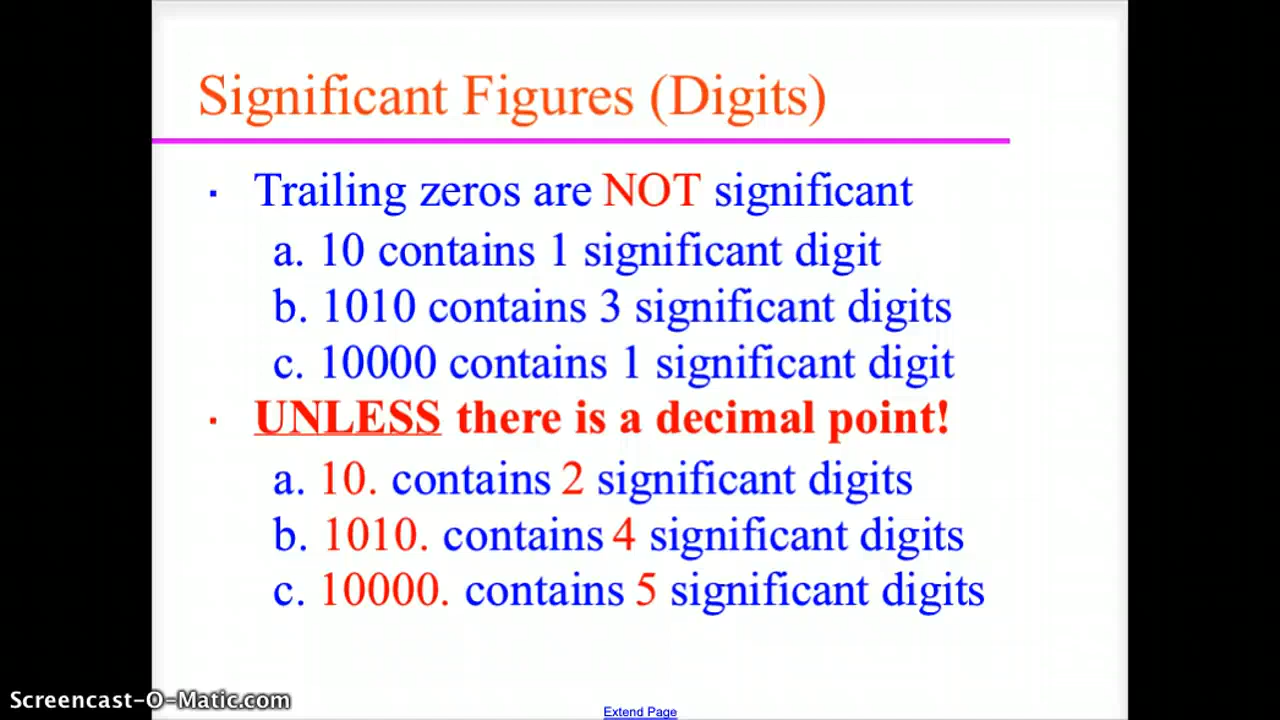 Significant Figures (Digits)
· Trailing zeros are NOT significant
a. 10 contains 1 significant digit
b. 1010 contains 3 significant digits
c. 10000 contains 1 significant digit
· UNLESS there is a decimal point!
a. 10. contains 2 significant digits
b. 1010. contains 4 significant digits
c. 10000. contains 5 significant digits
Screencast-O-Matic.com
Extend Page